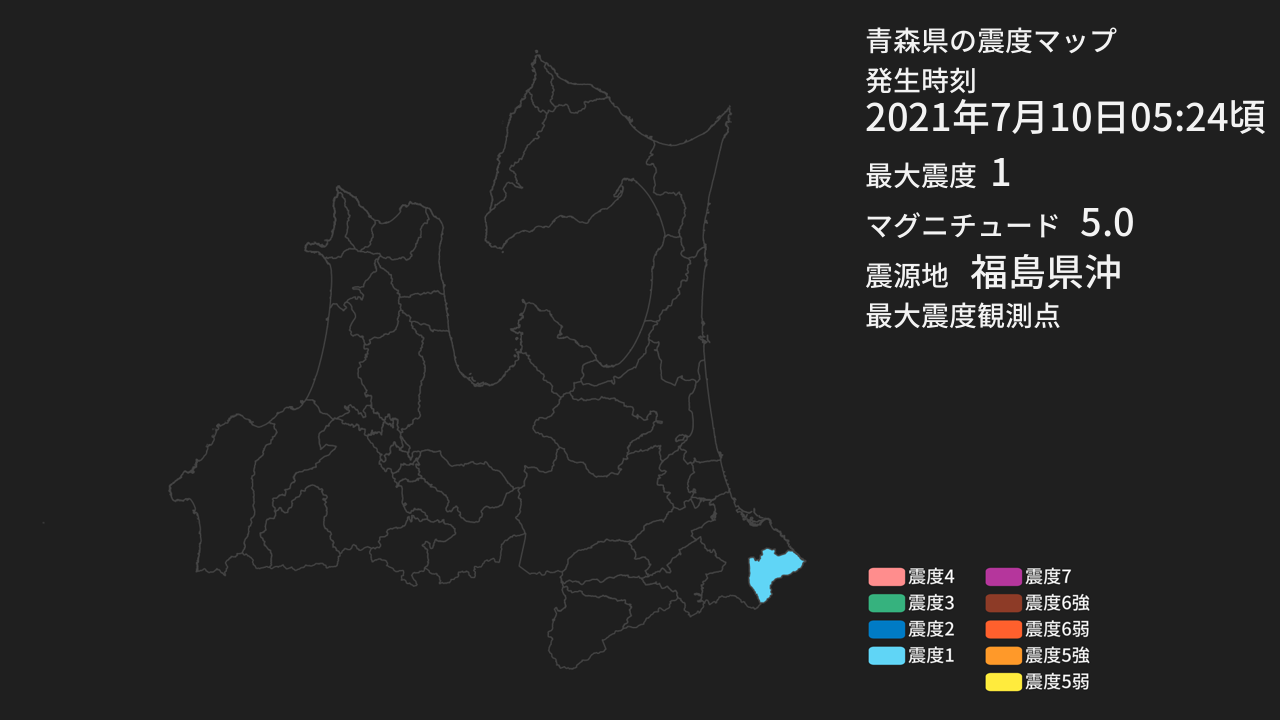 青森県の震度マップ
発生時刻
2021年7月10日05:24頃
最大震度 1
マグニチュード 5.0
震源地 福島県沖
最大震度観測点
震度4 震度7
震度3 震度6強
震度2 震度6弱
震度1 震度5強
震度5弱